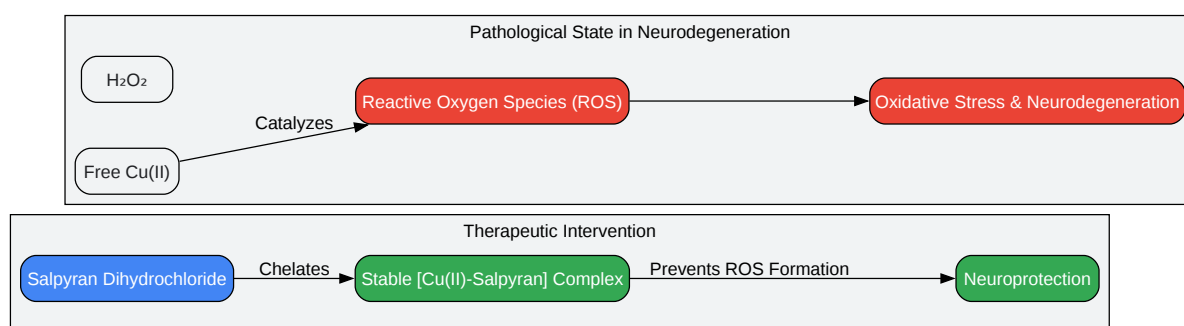 Pathological State in Neurodegeneration
H₂O₂
Reactive Oxygen Species (ROS)
Oxidative Stress & Neurodegeneration
Catalyzes
Free Cu(II)
Therapeutic Intervention
Salpyran Dihydrochloride
Chelates
Stable [Cu(II)-Salpyran] Complex
Prevents ROS Formation
Neuroprotection